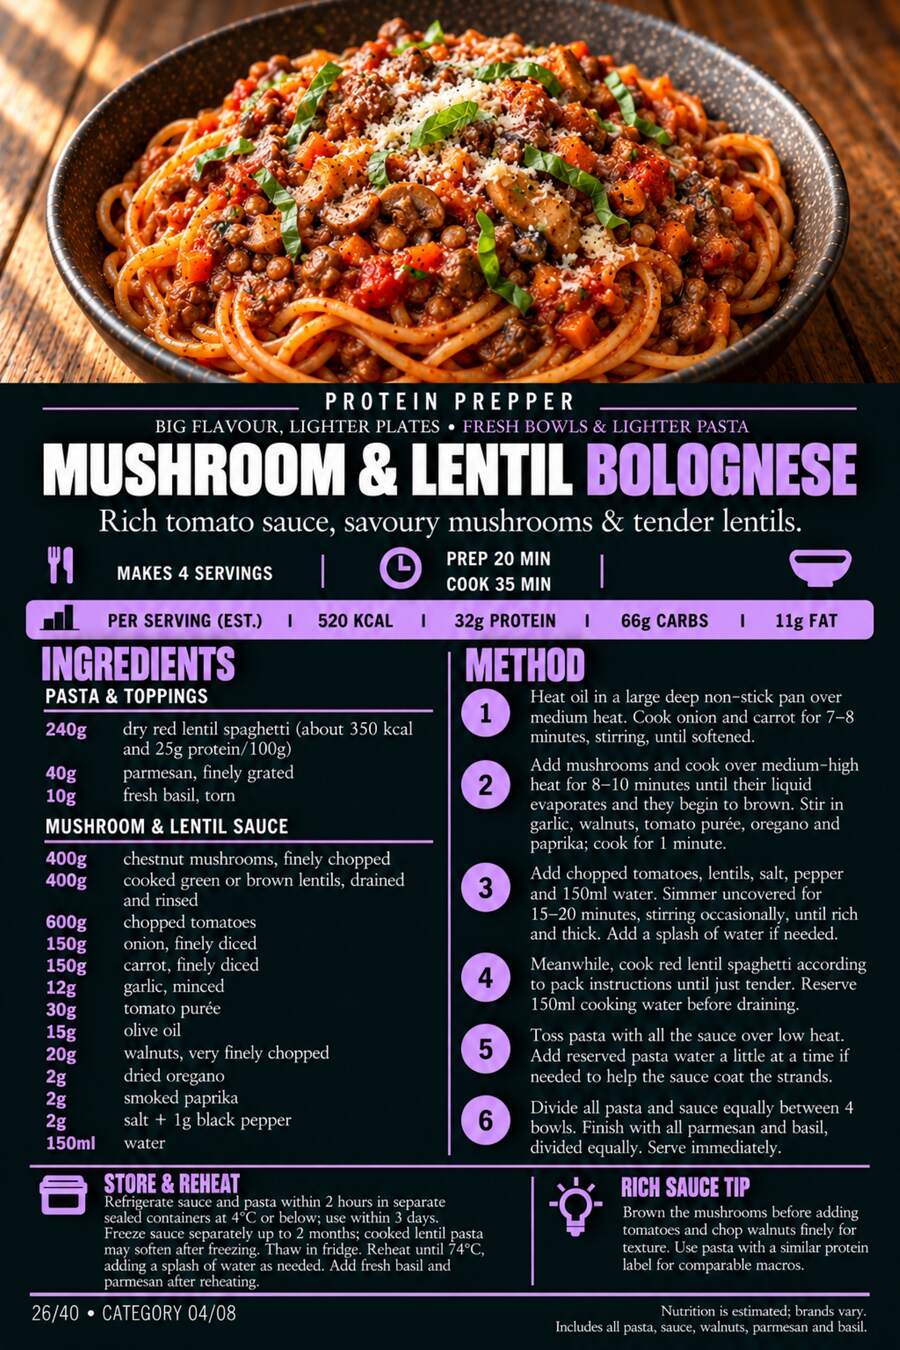 PROTEIN PREPPER
BIG FLAVOUR, LIGHTER PLATES • FRESH BOWLS & LIGHTER PASTA
MUSHROOM & LENTIL BOLOGNESE
Rich tomato sauce, savoury mushrooms & tender lentils.
MAKES 4 SERVINGS
PREP 20 MIN
COOK 35 MIN
PER SERVING (EST.) | 520 KCAL | 32g PROTEIN | 66g CARBS | 11g FAT
INGREDIENTS
PASTA & TOPPINGS
240g dry red lentil spaghetti (about 350 kcal
and 25g protein/100g)
40g parmesan, finely grated
10g fresh basil, torn
MUSHROOM & LENTIL SAUCE
400g chestnut mushrooms, finely chopped
400g cooked green or brown lentils, drained
and rinsed
600g chopped tomatoes
150g onion, finely diced
150g carrot, finely diced
12g garlic, minced
30g tomato purée
15g olive oil
20g walnuts, very finely chopped
2g dried oregano
2g smoked paprika
2g salt + 1g black pepper
150ml water
METHOD
1 Heat oil in a large deep non-stick pan over
medium heat. Cook onion and carrot for 7–8
minutes, stirring, until softened.
2 Add mushrooms and cook over medium-high
heat for 8–10 minutes until their liquid
evaporates and they begin to brown. Stir in
garlic, walnuts, tomato purée, oregano and
paprika; cook for 1 minute.
3 Add chopped tomatoes, lentils, salt, pepper
and 150ml water. Simmer uncovered for
15–20 minutes, stirring occasionally, until rich
and thick. Add a splash of water if needed.
4 Meanwhile, cook red lentil spaghetti according
to pack instructions until just tender. Reserve
150ml cooking water before draining.
5 Toss pasta with all the sauce over low heat.
Add reserved pasta water a little at a time if
needed to help the sauce coat the strands.
6 Divide all pasta and sauce equally between 4
bowls. Finish with all parmesan and basil,
divided equally. Serve immediately.
STORE & REHEAT
Refrigerate sauce and pasta within 2 hours in separate
sealed containers at 4°C or below; use within 3 days.
Freeze sauce separately up to 2 months; cooked lentil pasta
may soften after freezing. Thaw in fridge. Reheat until 74°C,
adding a splash of water as needed. Add fresh basil and
parmesan after reheating.
RICH SAUCE TIP
Brown the mushrooms before adding
tomatoes and chop walnuts finely for
texture. Use pasta with a similar protein
label for comparable macros.
26/40 • CATEGORY 04/08
Nutrition is estimated; brands vary.
Includes all pasta, sauce, walnuts, parmesan and basil.